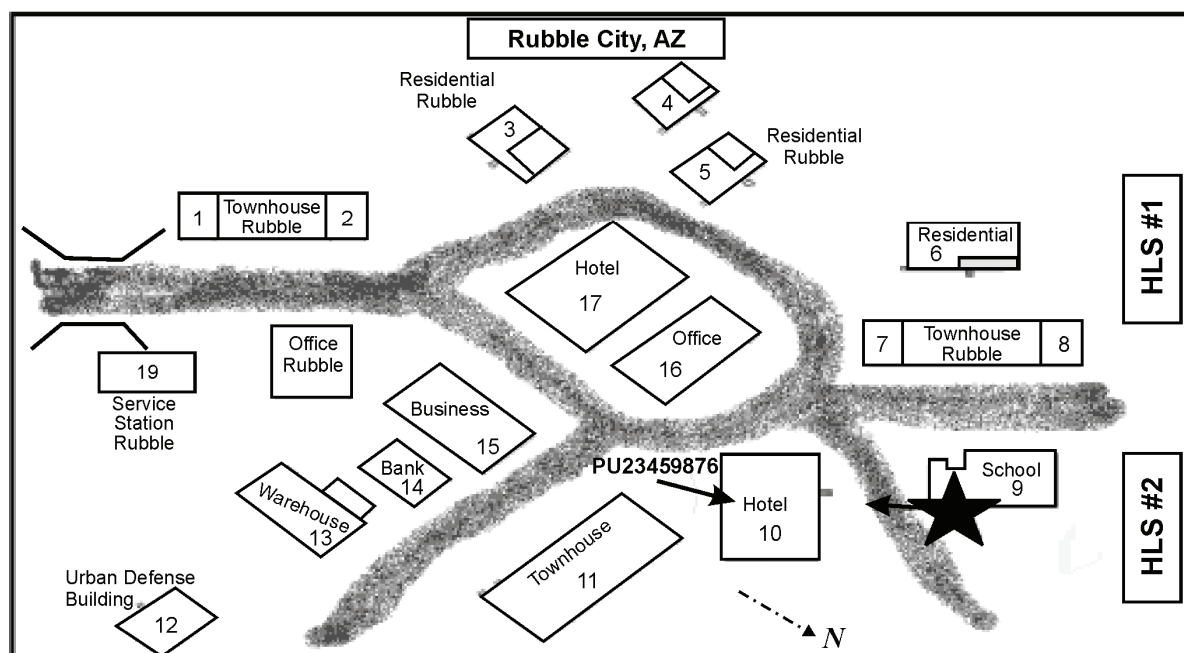 Rubble City, AZ
Residential
Rubble
3
4
5
Residential
Rubble
1
Townhouse
Rubble
2
Hotel
17
Office
16
Residential
6
HLS #1
7
Townhouse
Rubble
8
19
Service
Station
Rubble
Office
Rubble
Business
15
Bank
14
Warehouse
13
PU23459876
Hotel
10
School
9
HLS #2
Townhouse
11
Urban Defense
Building
12
N